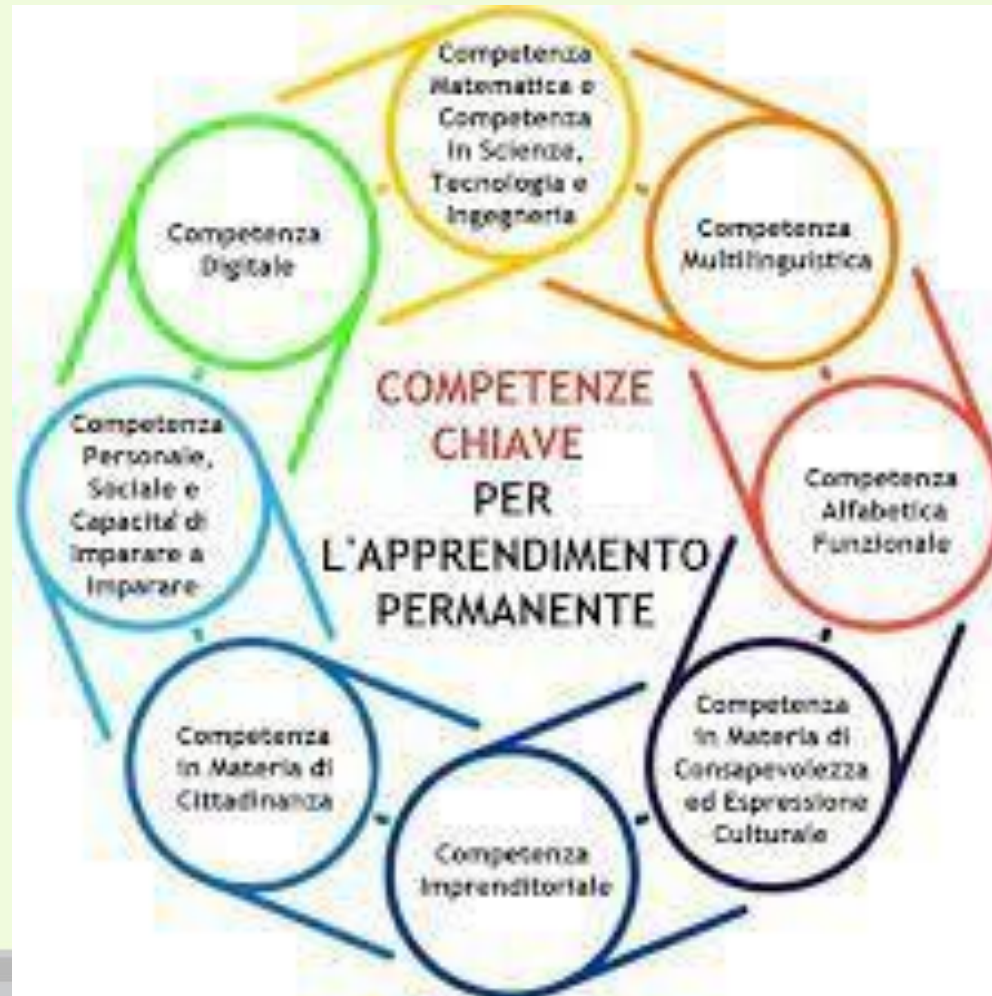 Competenza
Matematica e
Competenza
in Scienze,
Tecnologia e
Ingegneria
Competenza
Multilinguistica
Competenza
Alfabetica
Funzionale
Competenza
in Materia di
Consapevolezza
ed Espressione
Culturale
Competenza
Imprenditoriale
Competenza
in Materia di
Cittadinanza
Competenza
Personale,
Sociale e
Capacità di
Imparare a
Imparare
Competenza
Digitale
COMPETENZE
CHIAVE
PER
L'APPRENDIMENTO
PERMANENTE